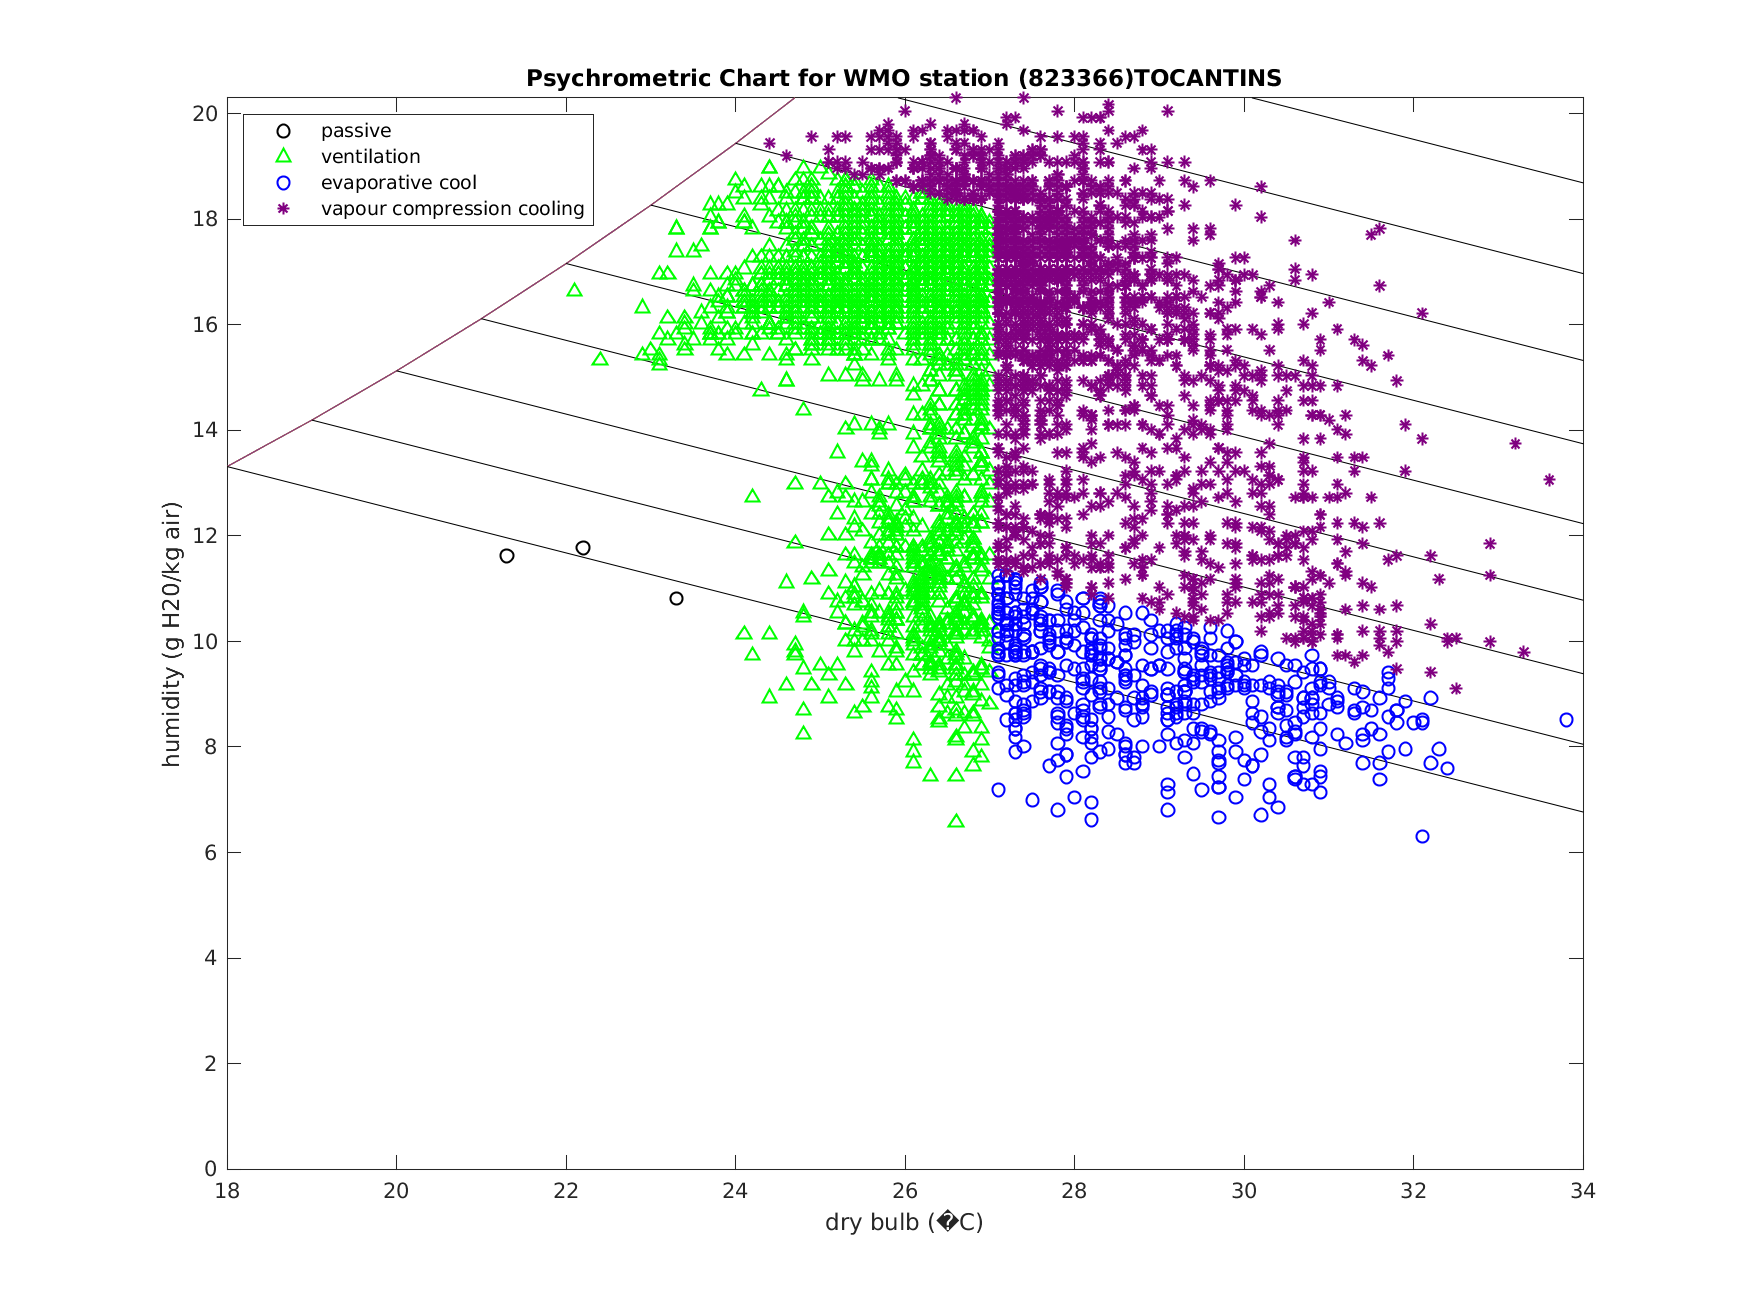 Psychrometric Chart for WMO station (823366)TOCANTINS
passive
ventilation
evaporative cool
vapour compression cooling
humidity (g H20/kg air)
20
18
16
14
12
10
8
6
4
2
0
18 20 22 24 26 28 30 32 34
dry bulb (�C)